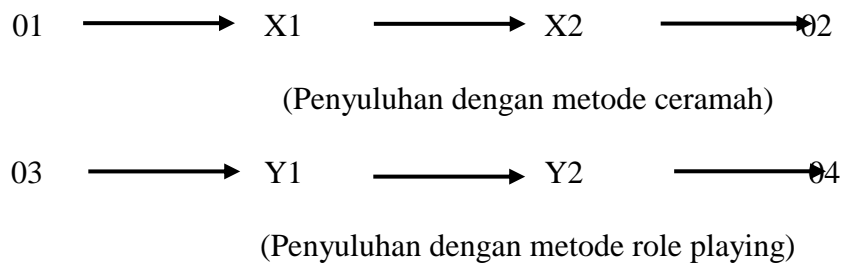 01 X1 X2 02
(Penyuluhan dengan metode ceramah)
03 Y1 Y2 04
(Penyuluhan dengan metode role playing)